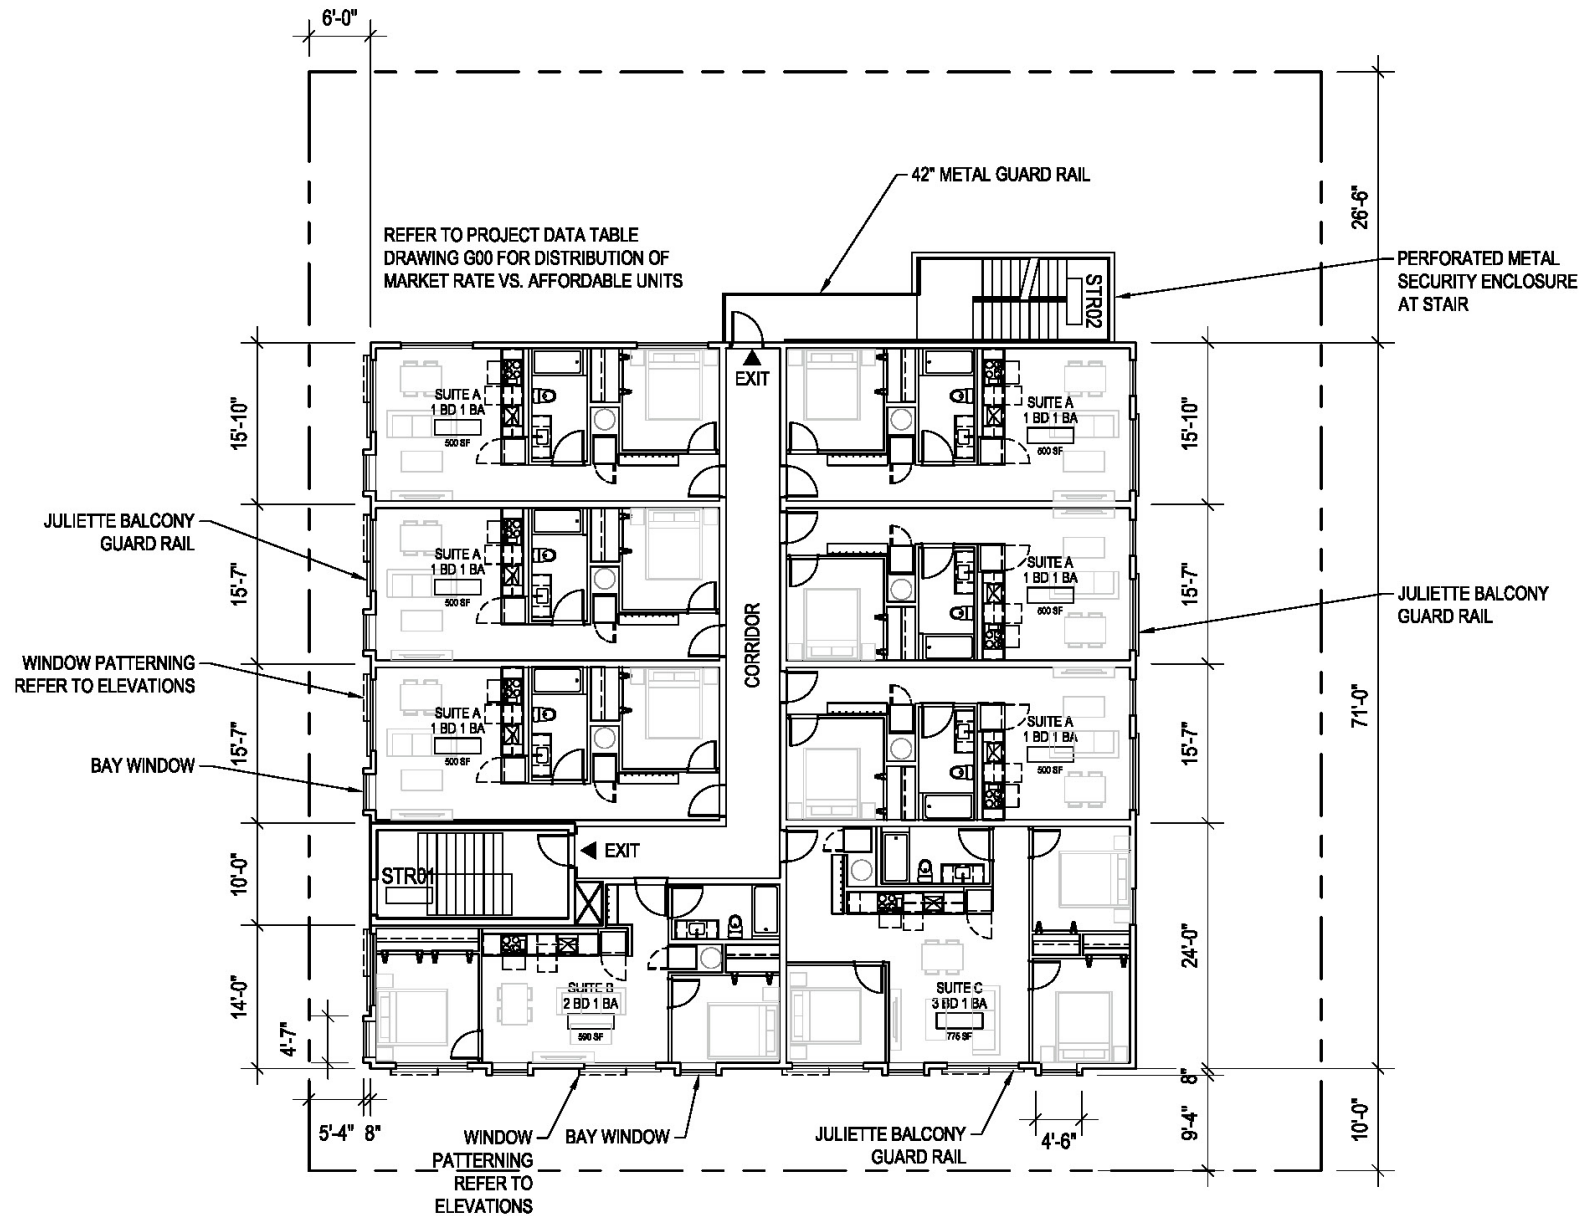 6'-0"
42" METAL GUARD RAIL
26'-6"
REFER TO PROJECT DATA TABLE
DRAWING G00 FOR DISTRIBUTION OF
MARKET RATE VS. AFFORDABLE UNITS
PERFORATED METAL
SECURITY ENCLOSURE
AT STAIR
STR02
EXIT
15'-10"
SUITE A
1 BD 1 BA
500 SF
SUITE A
1 BD 1 BA
500 SF
15'-10"
JULIETTE BALCONY
GUARD RAIL
15'-7"
SUITE A
1 BD 1 BA
500 SF
SUITE A
1 BD 1 BA
500 SF
15'-7"
JULIETTE BALCONY
GUARD RAIL
CORRIDOR
WINDOW PATTERNING
REFER TO ELEVATIONS
71'-0"
15'-7"
SUITE A
1 BD 1 BA
500 SF
SUITE A
1 BD 1 BA
500 SF
15'-7"
BAY WINDOW
10'-0"
EXIT
STR01
24'-0"
14'-0"
SUITE B
2 BD 1 BA
590 SF
SUITE C
3 BD 1 BA
775 SF
4'-7"
8"
5'-4"
8"
9'-4"
10'-0"
4'-6"
WINDOW
PATTERNING
REFER TO
ELEVATIONS
BAY WINDOW
JULIETTE BALCONY
GUARD RAIL